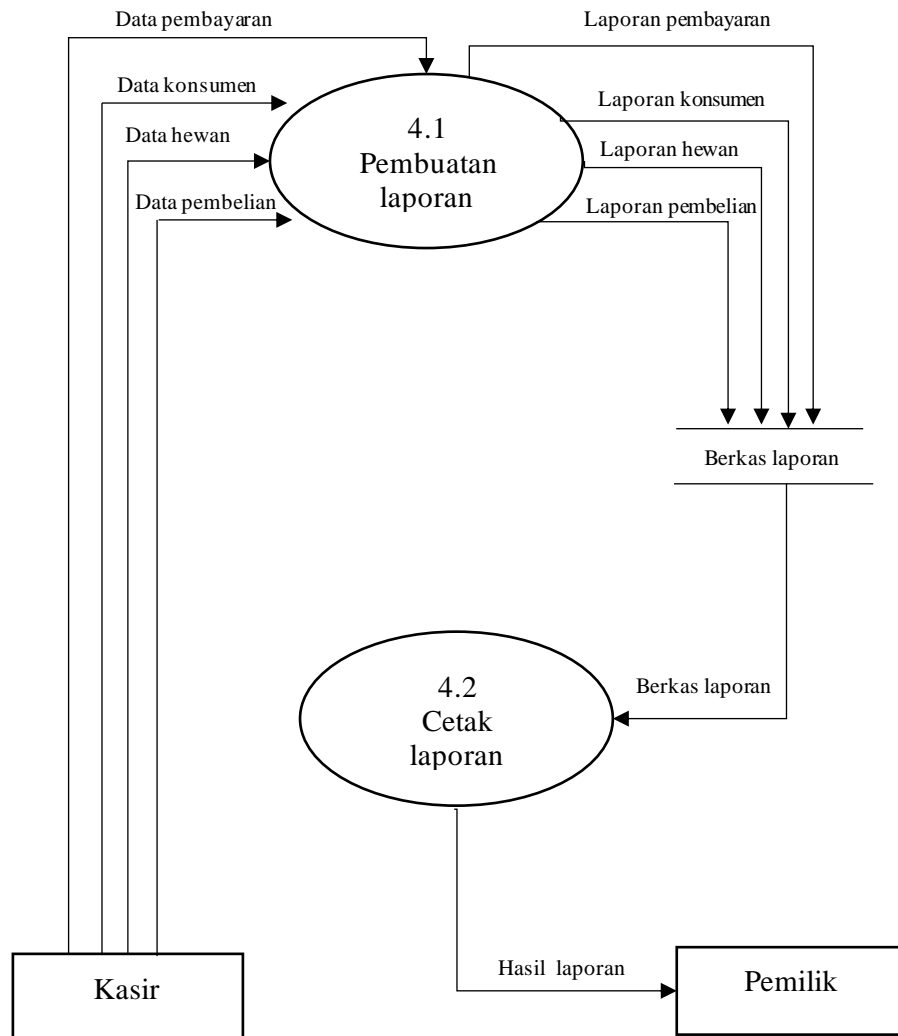 Data pembayaran
Laporan pembayaran
Data konsumen
Laporan konsumen
4.1
Pembuatan
laporan
Data hewan
Laporan hewan
Data pembelian
Laporan pembelian
Berkas laporan
4.2
Cetak
laporan
Berkas laporan
Hasil laporan
Kasir
Pemilik